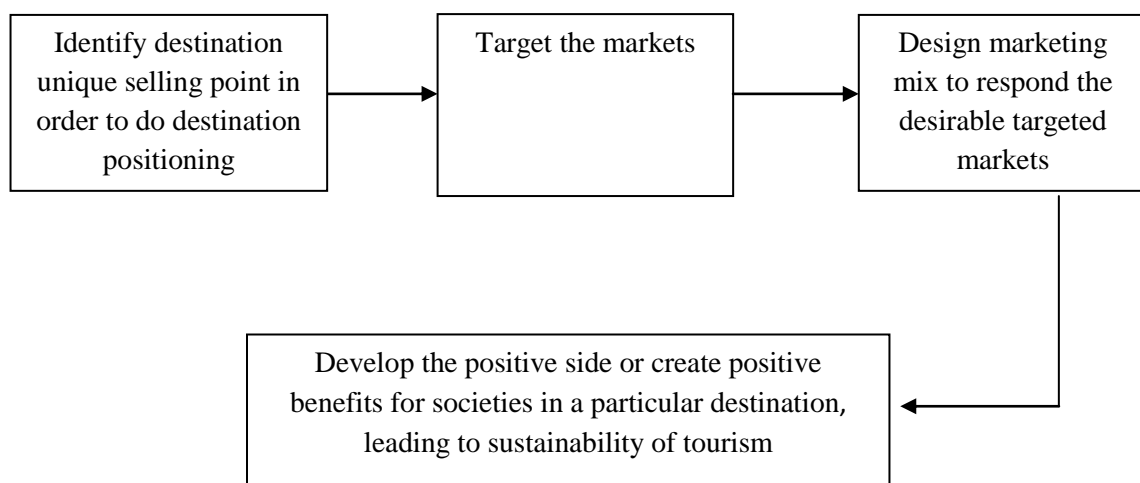 Identify destination
unique selling point in
order to do destination
positioning
Target the markets
Design marketing
mix to respond the
desirable targeted
markets
Develop the positive side or create positive
benefits for societies in a particular destination,
leading to sustainability of tourism